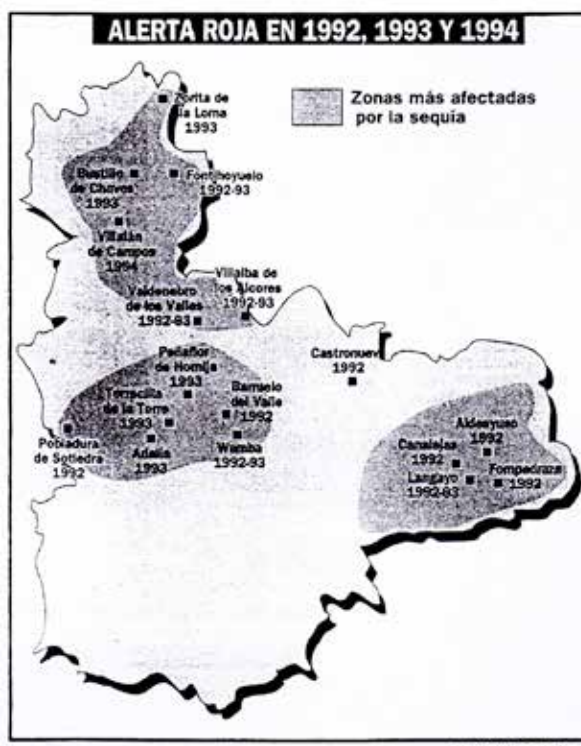 ALERTA ROJA EN 1992, 1993 Y 1994
Zonas más afectadas
por la sequía
Zorita de
la Loma
1993
Bustillo
de Chaves
1993
Fontihoyuelo
1992-93
Villalán
de Campos
1994
Villalba de
los Alcores
1992-93
Valdenebro
de los Valles
1992-93
Castronuevo
1992
Peñaflor
de Hornija
1993
Torrecilla
de la Torre
1993
Barruelo
del Valle
1992
Pobladura
de Sotiedra
1992
Adalia
1993
Wamba
1992-93
Aldeayuso
1992
Canalejas
1992
Langayo
1992-93
Fompedraza
1992